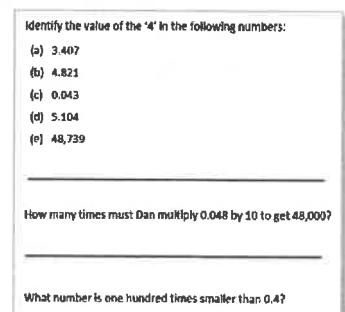 Identify the value of the '4' in the following numbers:
(a) 3.407
(b) 4.821
(c) 0.043
(d) 5.104
(e) 48,739
How many times must Dan multiply 0.048 by 10 to get 48,000?
What number is one hundred times smaller than 0.4?